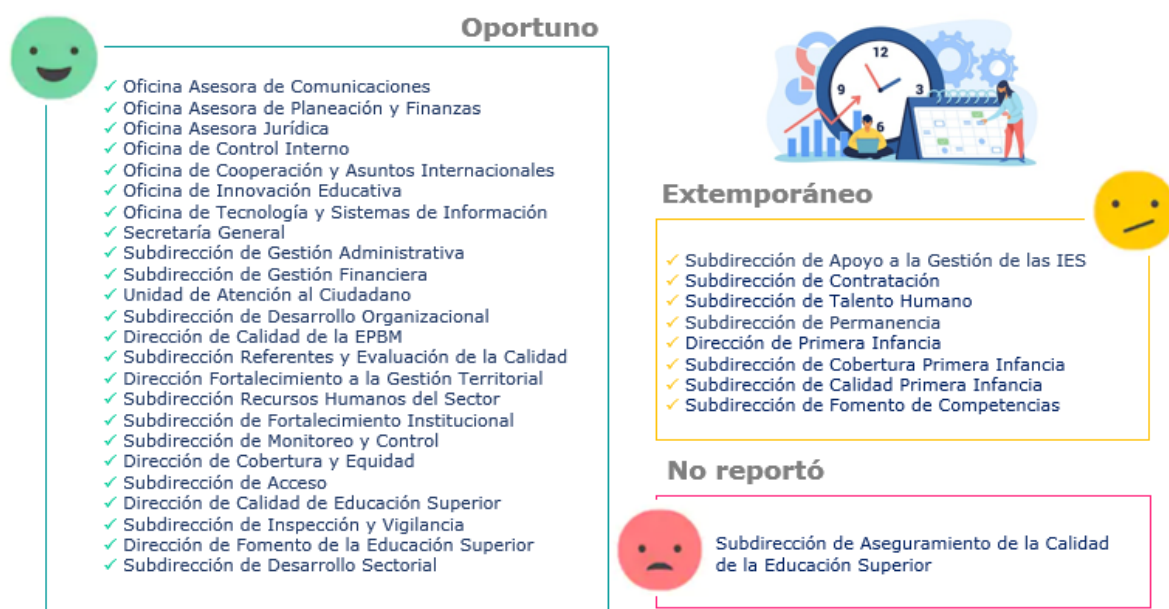 Oportuno
✓ Oficina Asesora de Comunicaciones
✓ Oficina Asesora de Planeación y Finanzas
✓ Oficina Asesora Jurídica
✓ Oficina de Control Interno
✓ Oficina de Cooperación y Asuntos Internacionales
✓ Oficina de Innovación Educativa
✓ Oficina de Tecnología y Sistemas de Información
✓ Secretaría General
✓ Subdirección de Gestión Administrativa
✓ Subdirección de Gestión Financiera
✓ Unidad de Atención al Ciudadano
✓ Subdirección de Desarrollo Organizacional
✓ Dirección de Calidad de la EPBM
✓ Subdirección Referentes y Evaluación de la Calidad
✓ Dirección Fortalecimiento a la Gestión Territorial
✓ Subdirección Recursos Humanos del Sector
✓ Subdirección de Fortalecimiento Institucional
✓ Subdirección de Monitoreo y Control
✓ Dirección de Cobertura y Equidad
✓ Subdirección de Acceso
✓ Dirección de Calidad de Educación Superior
✓ Subdirección de Inspección y Vigilancia
✓ Dirección de Fomento de la Educación Superior
✓ Subdirección de Desarrollo Sectorial
12
9 3
6
Extemporáneo
✓ Subdirección de Apoyo a la Gestión de las IES
✓ Subdirección de Contratación
✓ Subdirección de Talento Humano
✓ Subdirección de Permanencia
✓ Dirección de Primera Infancia
✓ Subdirección de Cobertura Primera Infancia
✓ Subdirección de Calidad Primera Infancia
✓ Subdirección de Fomento de Competencias
No reportó
Subdirección de Aseguramiento de la Calidad
de la Educación Superior